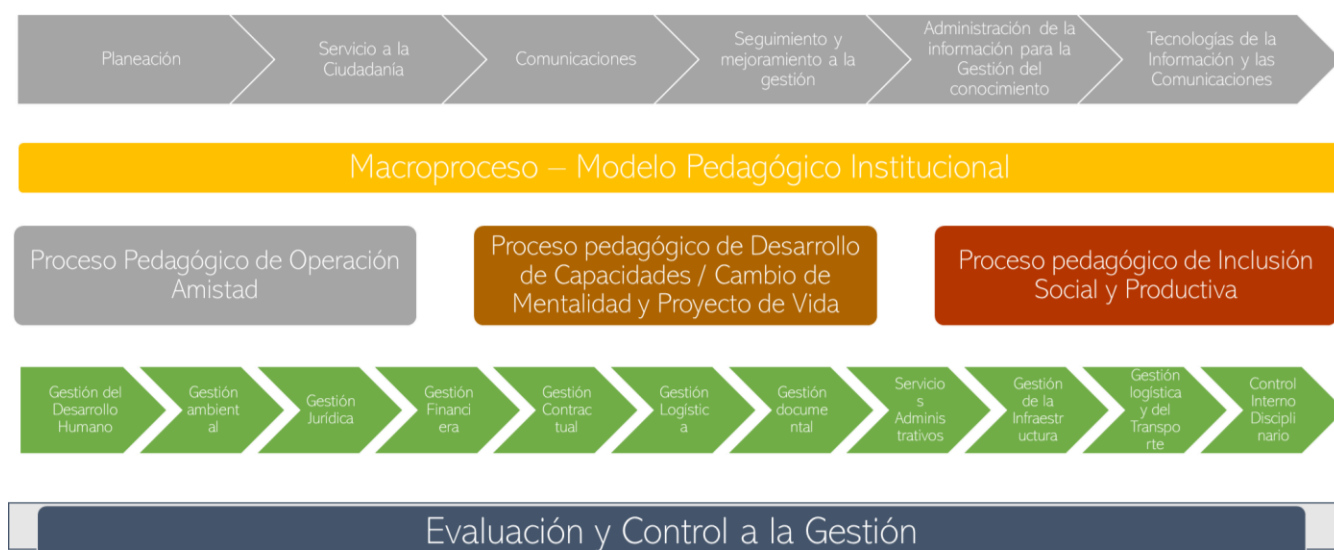 Planeación
Servicio a la
Ciudadanía
Comunicaciones
Seguimiento y
mejoramiento a la
gestión
Administración de la
información para la
Gestión del
conocimiento
Tecnologías de la
Información y las
Comunicaciones
Macroproceso – Modelo Pedagógico Institucional
Proceso Pedagógico de Operación
Amistad
Proceso pedagógico de Desarrollo
de Capacidades / Cambio de
Mentalidad y Proyecto de Vida
Proceso pedagógico de Inclusión
Social y Productiva
Gestión del
Desarrollo
Humano
Gestión
ambient
al
Gestión
Jurídica
Gestión
Financi
era
Gestión
Contrac
tual
Gestión
Logístic
a
Gestión
docume
ntal
Servicio
s
Adminis
trativos
Gestión
de la
Infraestr
uctura
Gestión
logística
y del
Transpo
rte
Control
Interno
Discipli
nario
Evaluación y Control a la Gestión